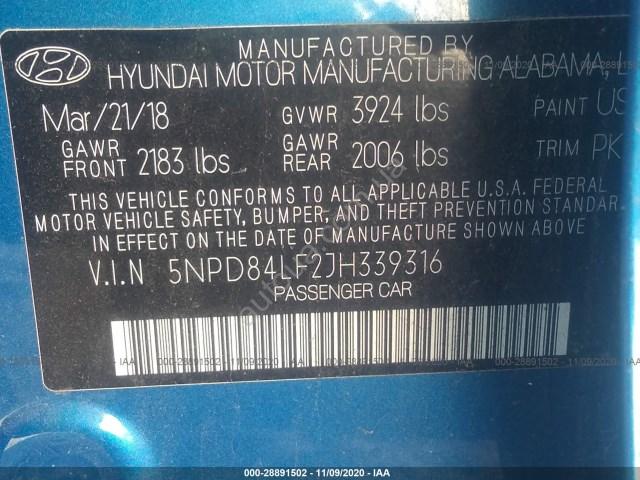 MANUFACTURED BY
HYUNDAI MOTOR MANUFACTURING ALABAMA, L
Mar/21/18 GVWR 3924 lbs PAINT US
GAWR FRONT 2183 lbs GAWR REAR 2006 lbs TRIM PK
THIS VEHICLE CONFORMS TO ALL APPLICABLE U.S.A. FEDERAL
MOTOR VEHICLE SAFETY, BUMPER, AND THEFT PREVENTION STANDAR
IN EFFECT ON THE DATE OF MANUFACTURE SHOWN ABOVE
V.I.N 5NPD84LF2JH339316
PASSENGER CAR
000-28891502 - 11/09/2020 - IAA